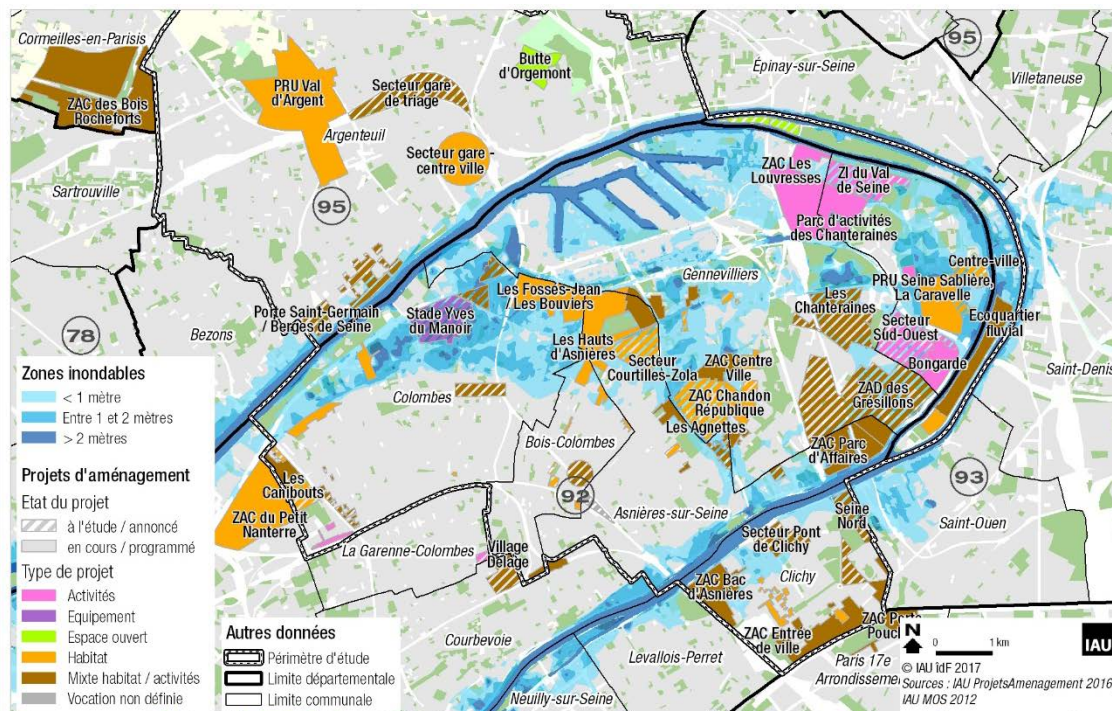 Cormeilles-en-Parisis
ZAC des Bois
Rocheforts
PRU Val
d'Argent
Secteur gare
de triage
Argenteuil
Butte
d'Orgemont
95
Épinay-sur-Seine
Villetaneuse
Sartrouville
95
Secteur gare -
centre ville
ZAC Les
Louvresses
ZI du Val
de Seine
Parc d'activités
des Chanteraines
78
Bezons
Porte Saint-Germain
/ Berges de Seine
Stade Yves
du Manoir
Les Fossés-Jean
/ Les Bouviers
Gennevilliers
Centre-ville
PRU Seine Sablière,
La Caravelle
Les
Chanteraines
Secteur
Sud-Ouest
Ecoquartier
fluvial
Bongarde
Saint-Denis
Les Hauts
d'Asnières
Secteur
Courtilles-Zola
ZAC Centre
Ville
ZAC Chandon
République
Les Agnettes
ZAD des
Grésillons
ZAC Parc
d'Affaires
Colombes
Bois-Colombes
92
93
Asnières-sur-Seine
Saint-Ouen
Les
Canibouts
ZAC du Petit
Nanterre
La Garenne-Colombes
Village
Delage
Seine
Nord
Secteur Pont
de Clichy
Clichy
ZAC Bac
d'Asnières
ZAC Entrée
de ville
ZAC Porte
Pouch
Courbevoie
Levallois-Perret
Neuilly-sur-Seine
Paris 17e
Arrondissemen
Zones inondables
< 1 mètre
Entre 1 et 2 mètres
> 2 mètres
Projets d'aménagement
Etat du projet
à l'étude / annoncé
en cours / programmé
Type de projet
Activités
Equipement
Espace ouvert
Habitat
Mixte habitat / activités
Vocation non définie
Autres données
Périmètre d'étude
Limite départementale
Limite communale
N
0 1 km
IAU
© IAU îdF 2017
Sources : IAU ProjetsAmenagement 2016
IAU MOS 2012